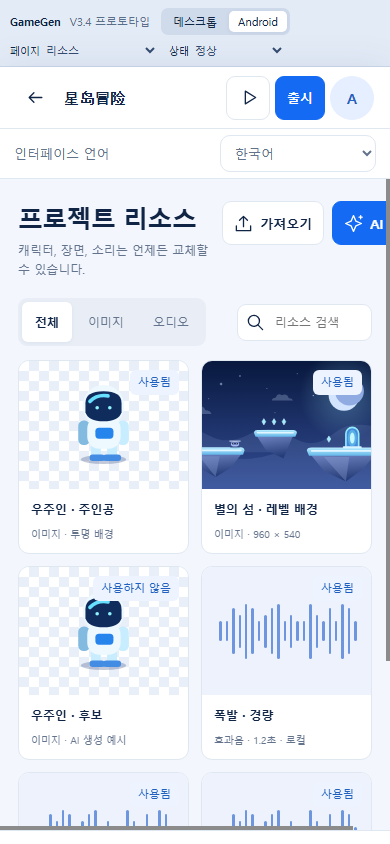 GameGen V3.4 프로토타입 데스크톱 Android
페이지 리소스 상태 정상
星岛冒险 출시 A
인터페이스 언어 한국어
프로젝트 리소스 가져오기 AI
캐릭터, 장면, 소리는 언제든 교체할
수 있습니다.
전체 이미지 오디오 리소스 검색
사용됨 사용됨
우주인 · 주인공 별의 섬 · 레벨 배경
이미지 · 투명 배경 이미지 · 960 × 540
사용하지 않음 사용됨
우주인 · 후보 폭발 · 경량
이미지 · AI 생성 예시 효과음 · 1.2초 · 로컬
사용됨 사용됨